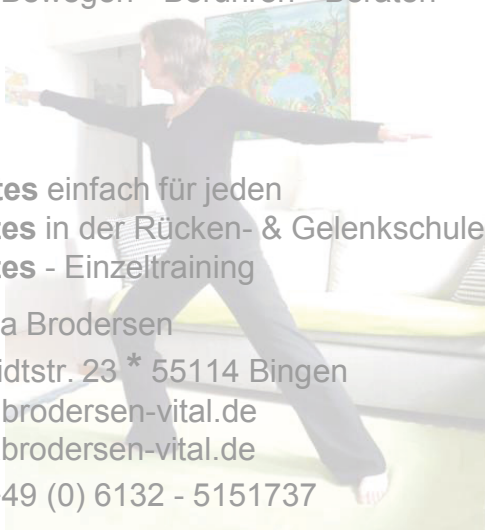 Bewegen - Berühren - Beraten
tes einfach für jeden
tes in der Rücken- & Gelenkschule
tes - Einzeltraining
a Brodersen
idtstr. 23 * 55114 Bingen
brodersen-vital.de
brodersen-vital.de
49 (0) 6132 - 5151737